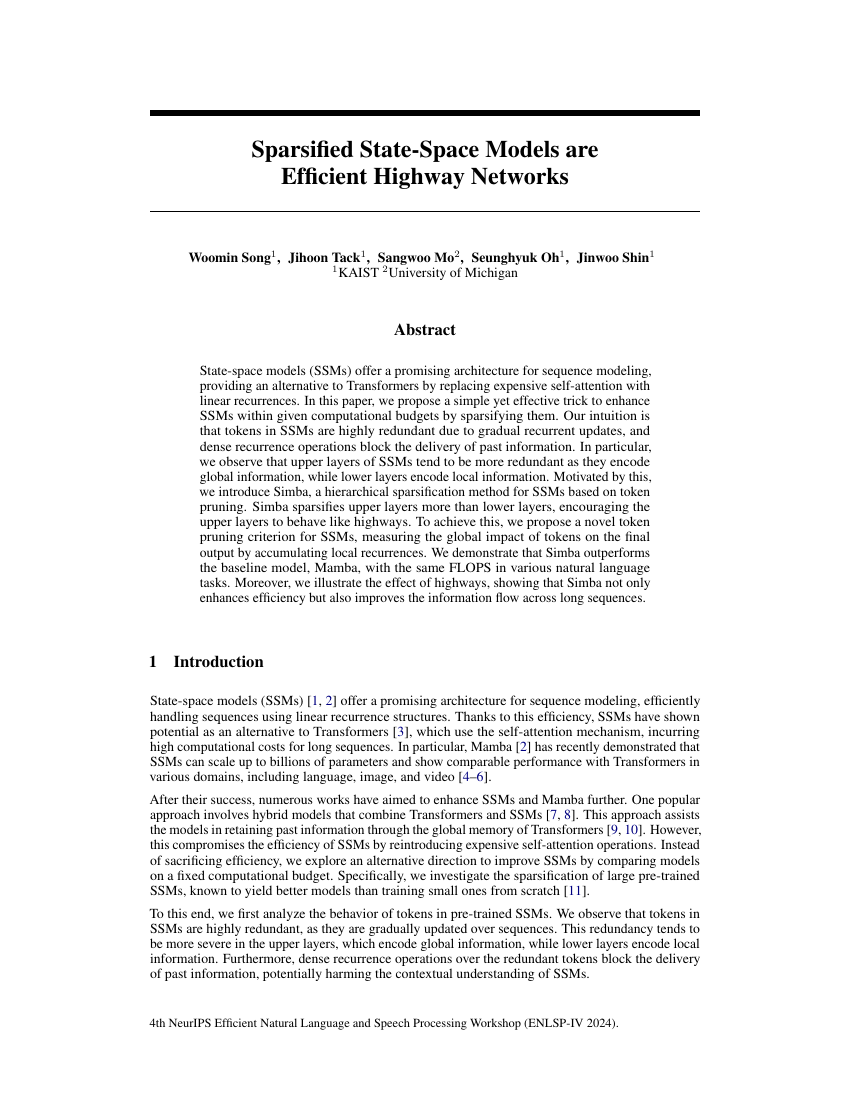 Sparsified State-Space Models are
Efficient Highway Networks
Woomin Song¹, Jihoon Tack¹, Sangwoo Mo², Seunghyuk Oh¹, Jinwoo Shin¹
¹KAIST ²University of Michigan
Abstract
State-space models (SSMs) offer a promising architecture for sequence modeling,
providing an alternative to Transformers by replacing expensive self-attention with
linear recurrences. In this paper, we propose a simple yet effective trick to enhance
SSMs within given computational budgets by sparsifying them. Our intuition is
that tokens in SSMs are highly redundant due to gradual recurrent updates, and
dense recurrence operations block the delivery of past information. In particular,
we observe that upper layers of SSMs tend to be more redundant as they encode
global information, while lower layers encode local information. Motivated by this,
we introduce Simba, a hierarchical sparsification method for SSMs based on token
pruning. Simba sparsifies upper layers more than lower layers, encouraging the
upper layers to behave like highways. To achieve this, we propose a novel token
pruning criterion for SSMs, measuring the global impact of tokens on the final
output by accumulating local recurrences. We demonstrate that Simba outperforms
the baseline model, Mamba, with the same FLOPS in various natural language
tasks. Moreover, we illustrate the effect of highways, showing that Simba not only
enhances efficiency but also improves the information flow across long sequences.
1 Introduction
State-space models (SSMs) [1, 2] offer a promising architecture for sequence modeling, efficiently
handling sequences using linear recurrence structures. Thanks to this efficiency, SSMs have shown
potential as an alternative to Transformers [3], which use the self-attention mechanism, incurring
high computational costs for long sequences. In particular, Mamba [2] has recently demonstrated that
SSMs can scale up to billions of parameters and show comparable performance with Transformers in
various domains, including language, image, and video [4–6].
After their success, numerous works have aimed to enhance SSMs and Mamba further. One popular
approach involves hybrid models that combine Transformers and SSMs [7, 8]. This approach assists
the models in retaining past information through the global memory of Transformers [9, 10]. However,
this compromises the efficiency of SSMs by reintroducing expensive self-attention operations. Instead
of sacrificing efficiency, we explore an alternative direction to improve SSMs by comparing models
on a fixed computational budget. Specifically, we investigate the sparsification of large pre-trained
SSMs, known to yield better models than training small ones from scratch [11].
To this end, we first analyze the behavior of tokens in pre-trained SSMs. We observe that tokens in
SSMs are highly redundant, as they are gradually updated over sequences. This redundancy tends to
be more severe in the upper layers, which encode global information, while lower layers encode local
information. Furthermore, dense recurrence operations over the redundant tokens block the delivery
of past information, potentially harming the contextual understanding of SSMs.
4th NeurIPS Efficient Natural Language and Speech Processing Workshop (ENLSP-IV 2024).